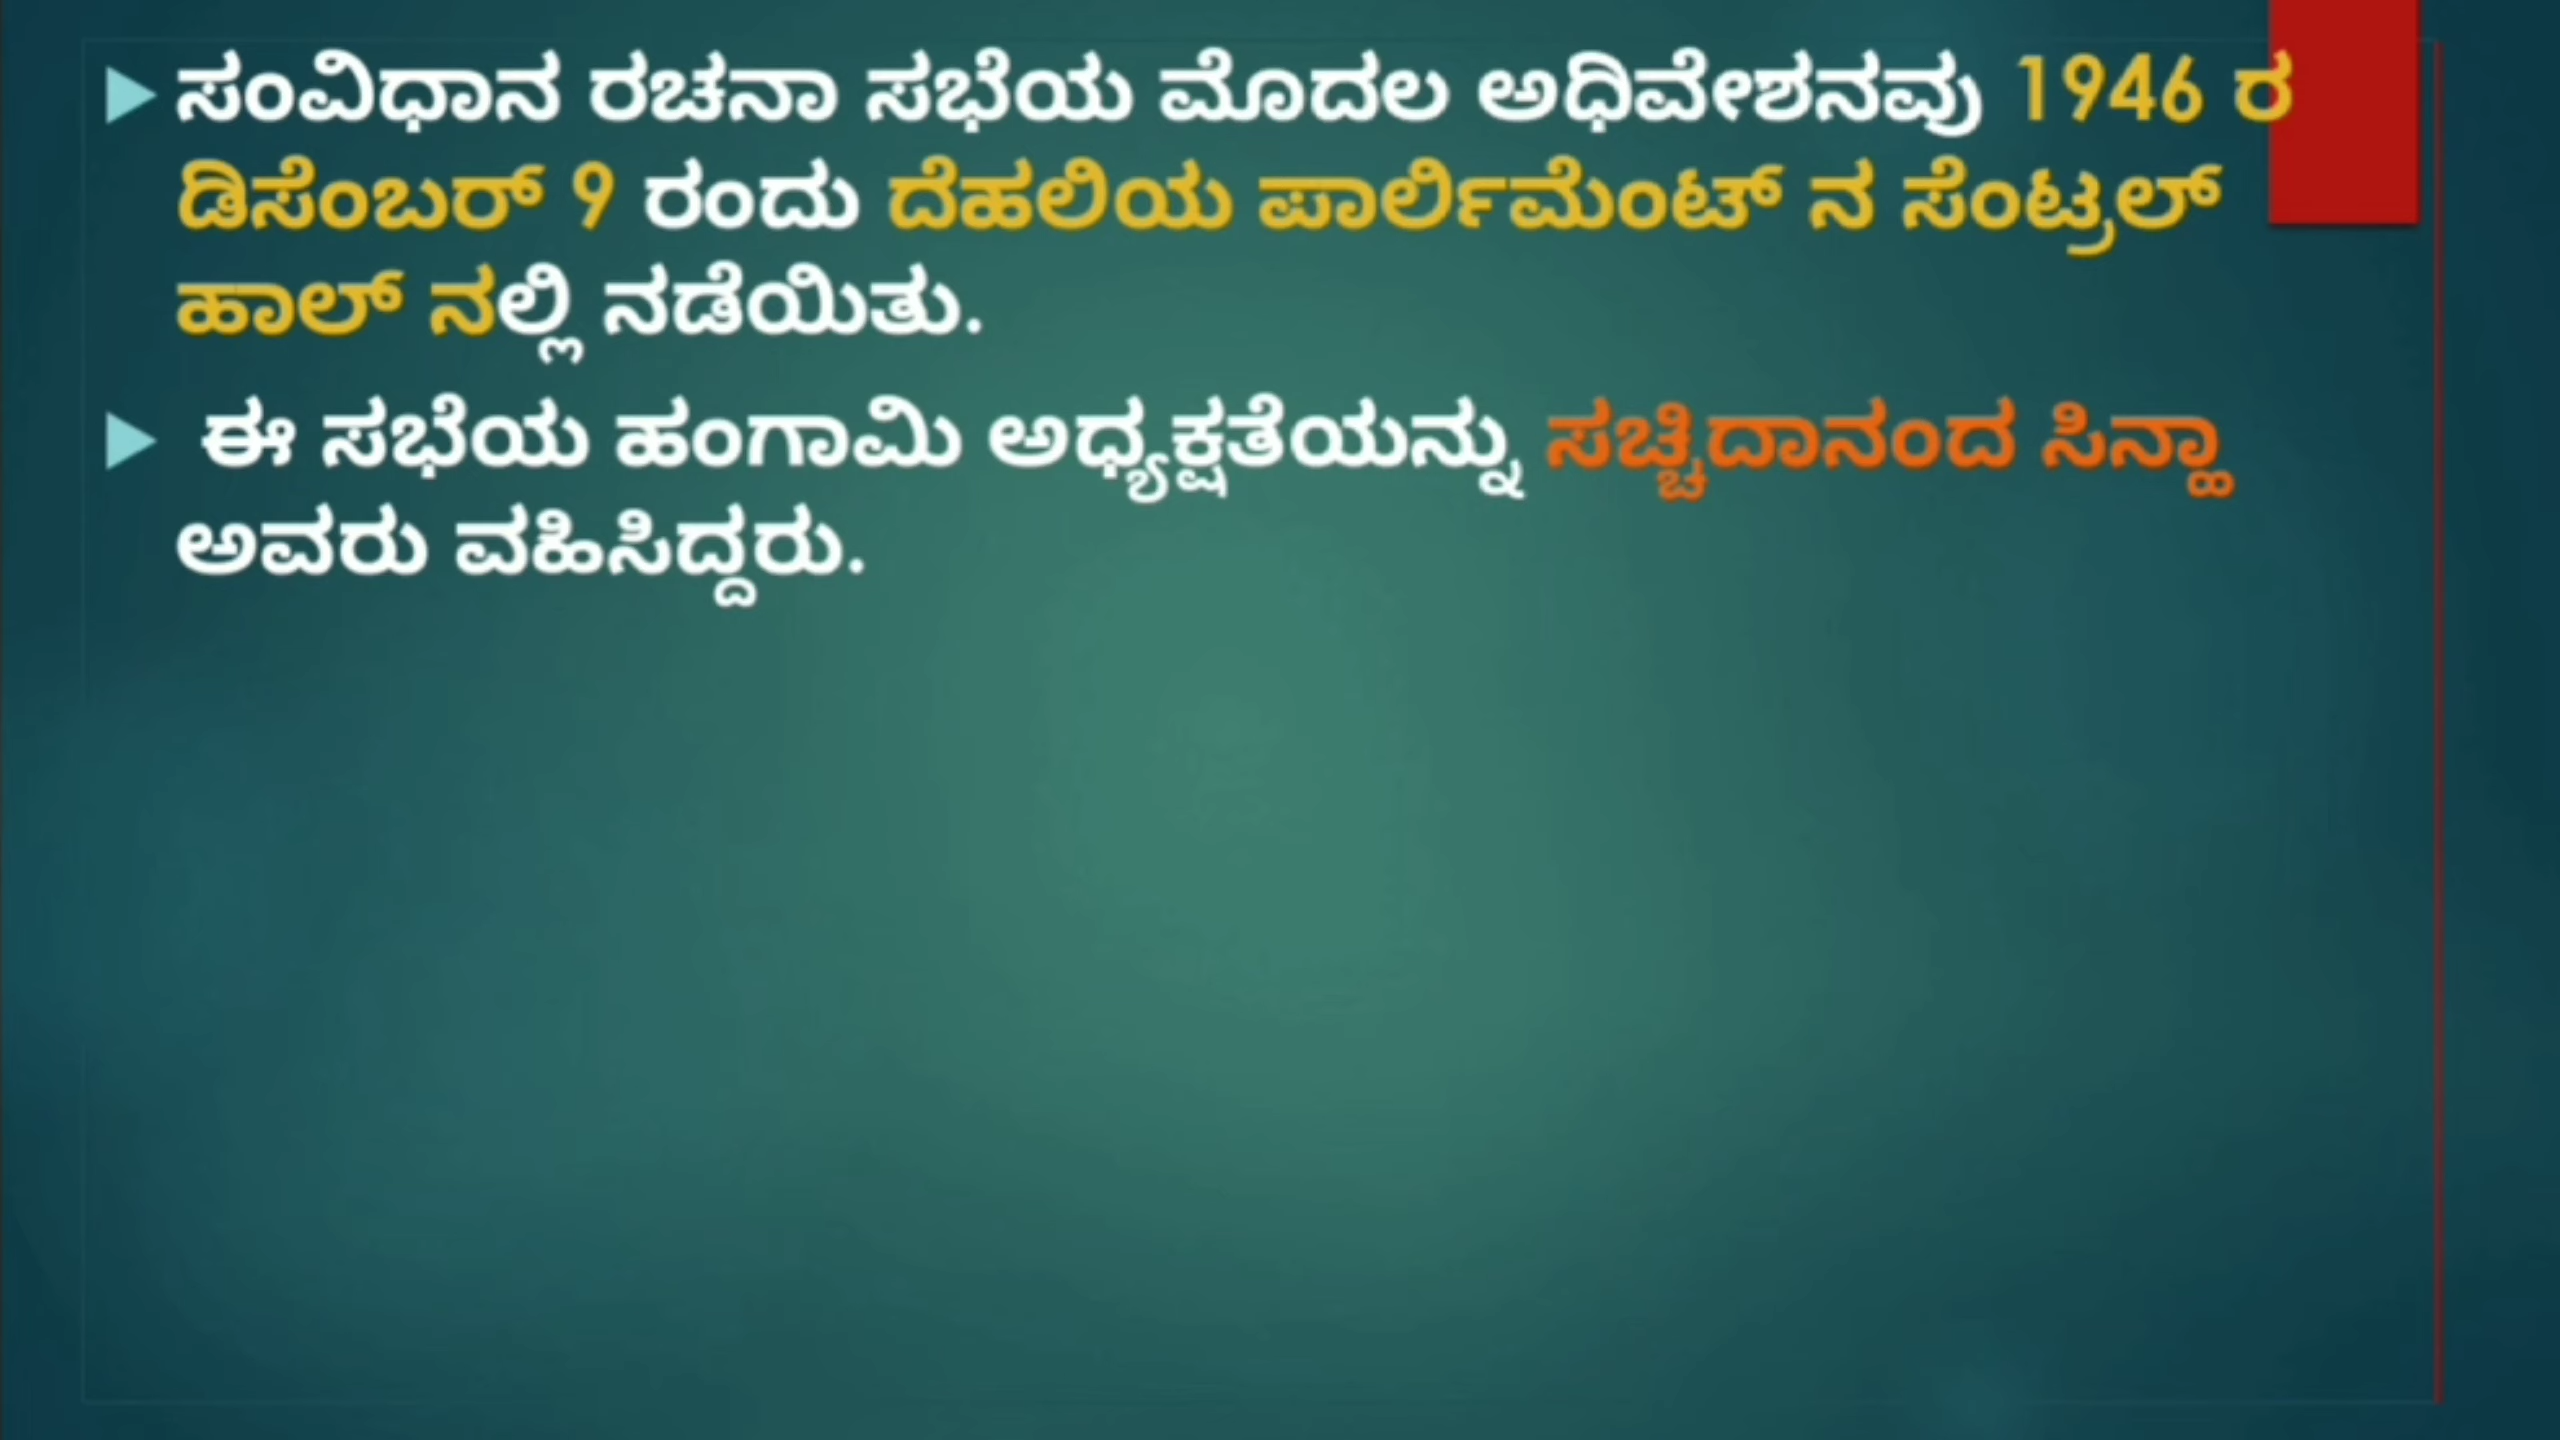 ಸಂವಿಧಾನ ರಚನಾ ಸಭೆಯ ಮೊದಲ ಅಧಿವೇಶನವು 1946 ರ
ಡಿಸೆಂಬರ್ 9 ರಂದು ದೆಹಲಿಯ ಪಾರ್ಲಿಮೆಂಟ್ ನ ಸೆಂಟ್ರಲ್
ಹಾಲ್ ನಲ್ಲಿ ನಡೆಯಿತು.
ಈ ಸಭೆಯ ಹಂಗಾಮಿ ಅಧ್ಯಕ್ಷತೆಯನ್ನು ಸಚ್ಚಿದಾನಂದ ಸಿನ್ಹಾ
ಅವರು ವಹಿಸಿದ್ದರು.